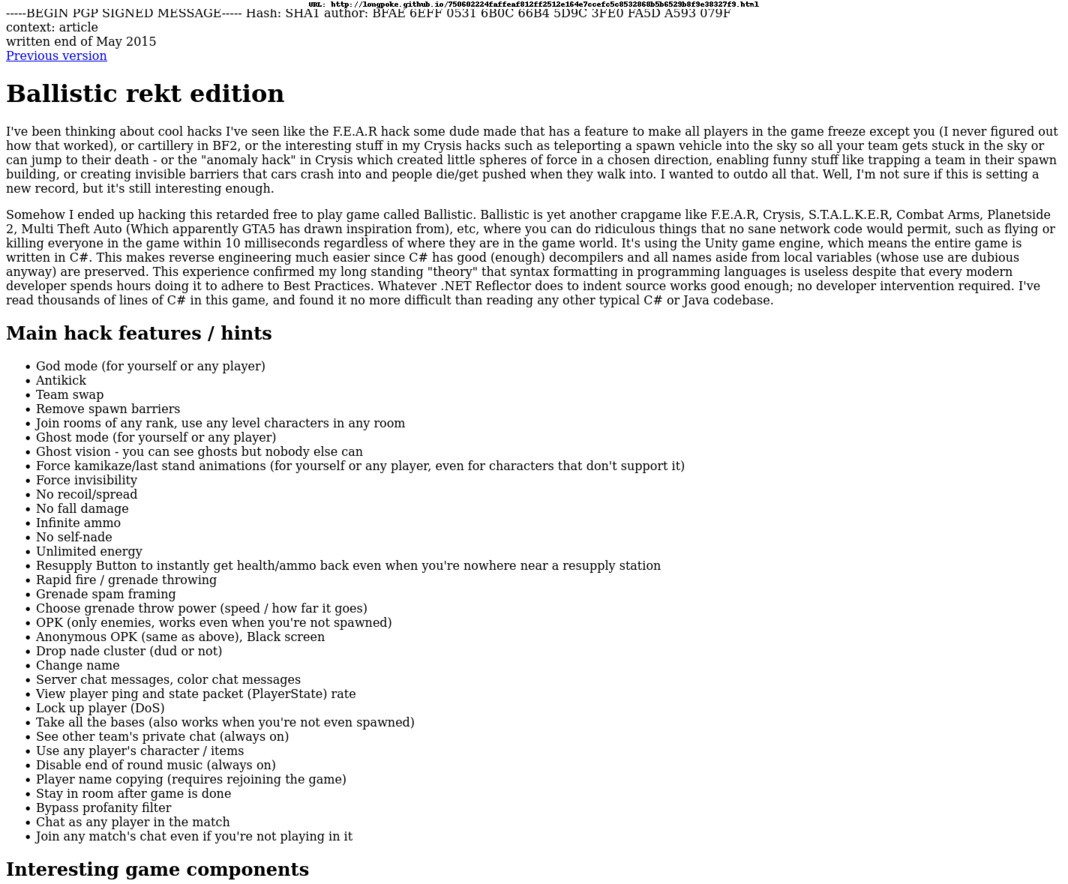 URL: http://longpoke.github.io/750602224faffeaf812ff2512e164e7ccefc5c8532868b5b6529b8f9e38327f9.html
-----BEGIN PGP SIGNED MESSAGE----- Hash: SHA1 author: BFAE 6EFF 0531 6B0C 66B4 5D9C 3FE0 FA5D A593 079F
context: article
written end of May 2015
Previous version
Ballistic rekt edition
I've been thinking about cool hacks I've seen like the F.E.A.R hack some dude made that has a feature to make all players in the game freeze except you (I never figured out
how that worked), or cartillery in BF2, or the interesting stuff in my Crysis hacks such as teleporting a spawn vehicle into the sky so all your team gets stuck in the sky or
can jump to their death - or the "anomaly hack" in Crysis which created little spheres of force in a chosen direction, enabling funny stuff like trapping a team in their spawn
building, or creating invisible barriers that cars crash into and people die/get pushed when they walk into. I wanted to outdo all that. Well, I'm not sure if this is setting a
new record, but it's still interesting enough.
Somehow I ended up hacking this retarded free to play game called Ballistic. Ballistic is yet another crapgame like F.E.A.R, Crysis, S.T.A.L.K.E.R, Combat Arms, Planetside
2, Multi Theft Auto (Which apparently GTA5 has drawn inspiration from), etc, where you can do ridiculous things that no sane network code would permit, such as flying or
killing everyone in the game within 10 milliseconds regardless of where they are in the game world. It's using the Unity game engine, which means the entire game is
written in C#. This makes reverse engineering much easier since C# has good (enough) decompilers and all names aside from local variables (whose use are dubious
anyway) are preserved. This experience confirmed my long standing "theory" that syntax formatting in programming languages is useless despite that every modern
developer spends hours doing it to adhere to Best Practices. Whatever .NET Reflector does to indent source works good enough; no developer intervention required. I've
read thousands of lines of C# in this game, and found it no more difficult than reading any other typical C# or Java codebase.
Main hack features / hints
• God mode (for yourself or any player)
• Antikick
• Team swap
• Remove spawn barriers
• Join rooms of any rank, use any level characters in any room
• Ghost mode (for yourself or any player)
• Ghost vision - you can see ghosts but nobody else can
• Force kamikaze/last stand animations (for yourself or any player, even for characters that don't support it)
• Force invisibility
• No recoil/spread
• No fall damage
• Infinite ammo
• No self-nade
• Unlimited energy
• Resupply Button to instantly get health/ammo back even when you're nowhere near a resupply station
• Rapid fire / grenade throwing
• Grenade spam framing
• Choose grenade throw power (speed / how far it goes)
• OPK (only enemies, works even when you're not spawned)
• Anonymous OPK (same as above), Black screen
• Drop nade cluster (dud or not)
• Change name
• Server chat messages, color chat messages
• View player ping and state packet (PlayerState) rate
• Lock up player (DoS)
• Take all the bases (also works when you're not even spawned)
• See other team's private chat (always on)
• Use any player's character / items
• Disable end of round music (always on)
• Player name copying (requires rejoining the game)
• Stay in room after game is done
• Bypass profanity filter
• Chat as any player in the match
• Join any match's chat even if you're not playing in it
Interesting game components